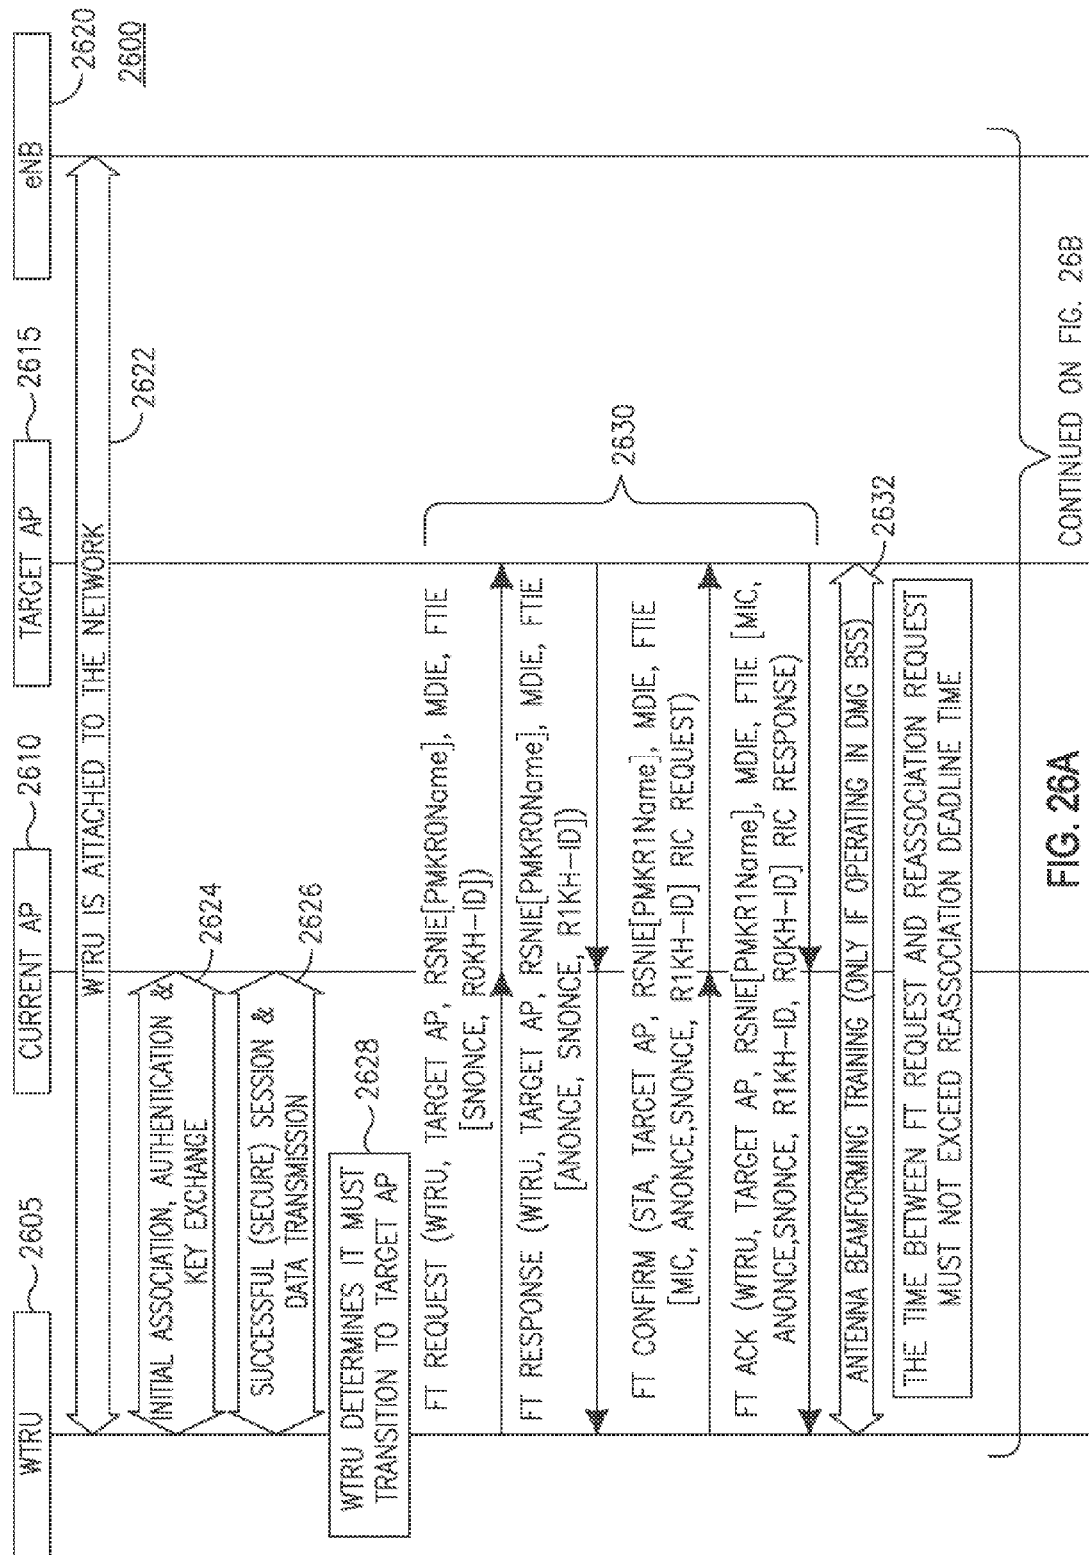 WTRU
2605
CURRENT AP
2610
TARGET AP
2615
eNB
2620
2600
WTRU IS ATTACHED TO THE NETWORK
2622
INITIAL ASSOCIATION, AUTHENTICATION &
KEY EXCHANGE
2624
SUCCESSFUL (SECURE) SESSION &
DATA TRANSMISSION
2626
WTRU DETERMINES IT MUST
TRANSITION TO TARGET AP
2628
FT REQUEST (WTRU, TARGET AP, RSNIE[PMKR0Name], MDIE, FTIE
[SNONCE, R0KH-ID])
FT RESPONSE (WTRU, TARGET AP, RSNIE[PMKR0Name], MDIE, FTIE
[ANONCE, SNONCE, R1KH-ID])
FT CONFIRM (STA, TARGET AP, RSNIE[PMKR1Name], MDIE, FTIE
[MIC, ANONCE,SNONCE, R1KH-ID] RIC REQUEST)
FT ACK (WTRU, TARGET AP, RSNIE[PMKR1Name], MDIE, FTIE [MIC,
ANONCE,SNONCE, R1KH-ID, R0KH-ID] RIC RESPONSE)
2630
ANTENNA BEAMFORMING TRAINING (ONLY IF OPERATING IN DMG BSS)
2632
THE TIME BETWEEN FT REQUEST AND REASSOCIATION REQUEST
MUST NOT EXCEED REASSOCIATION DEADLINE TIME
CONTINUED ON FIG. 26B
FIG. 26A